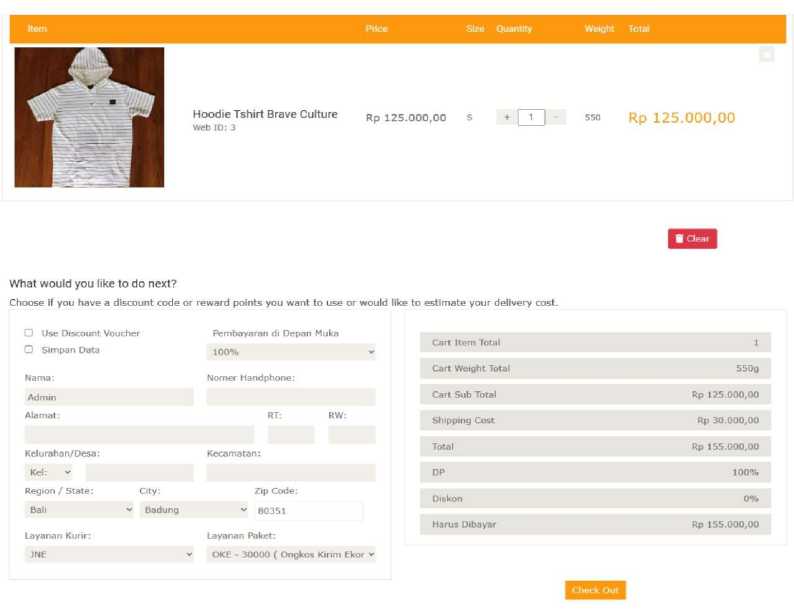 Item Price Size Quantity Weight Total
Hoodie Tshirt Brave Culture
Web ID: 3
Rp 125.000,00 S + 1 - 550 Rp 125.000,00
Clear
What would you like to do next?
Choose if you have a discount code or reward points you want to use or would like to estimate your delivery cost.
Use Discount Voucher
Simpan Data
Pembayaran di Depan Muka
100%
Nama: Nomer Handphone:
Admin
Alamat: RT: RW:
Kelurahan/Desa: Kecamatan:
Kel:
Region / State: City: Zip Code:
Bali Badung 80351
Layanan Kurir: Layanan Paket:
JNE OKE - 30000 ( Ongkos Kirim Ekor
Cart Item Total 1
Cart Weight Total 550g
Cart Sub Total Rp 125.000,00
Shipping Cost Rp 30.000,00
Total Rp 155.000,00
DP 100%
Diskon 0%
Harus Dibayar Rp 155.000,00
Check Out